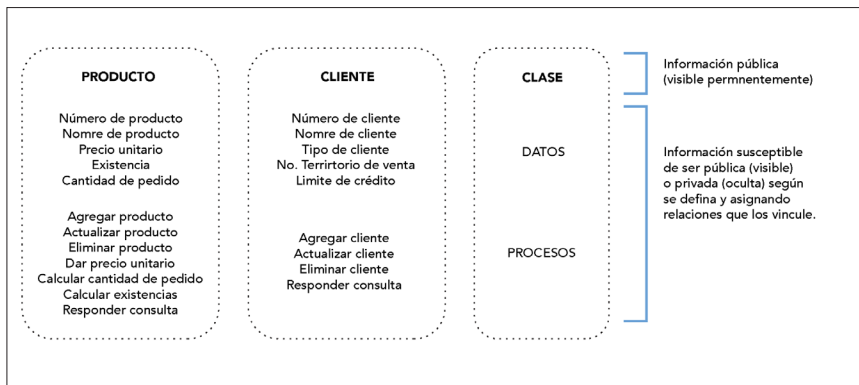 PRODUCTO
Número de producto
Nomre de producto
Precio unitario
Existencia
Cantidad de pedido
Agregar producto
Actualizar producto
Eliminar producto
Dar precio unitario
Calcular cantidad de pedido
Calcular existencias
Responder consulta
CLIENTE
Número de cliente
Nomre de cliente
Tipo de cliente
No. Terrirtorio de venta
Limite de crédito
Agregar cliente
Actualizar cliente
Eliminar cliente
Responder consulta
CLASE
DATOS
PROCESOS
Información pública
(visible permnentemente)
Información susceptible
de ser pública (visible)
o privada (oculta) según
se defina y asignando
relaciones que los vincule.